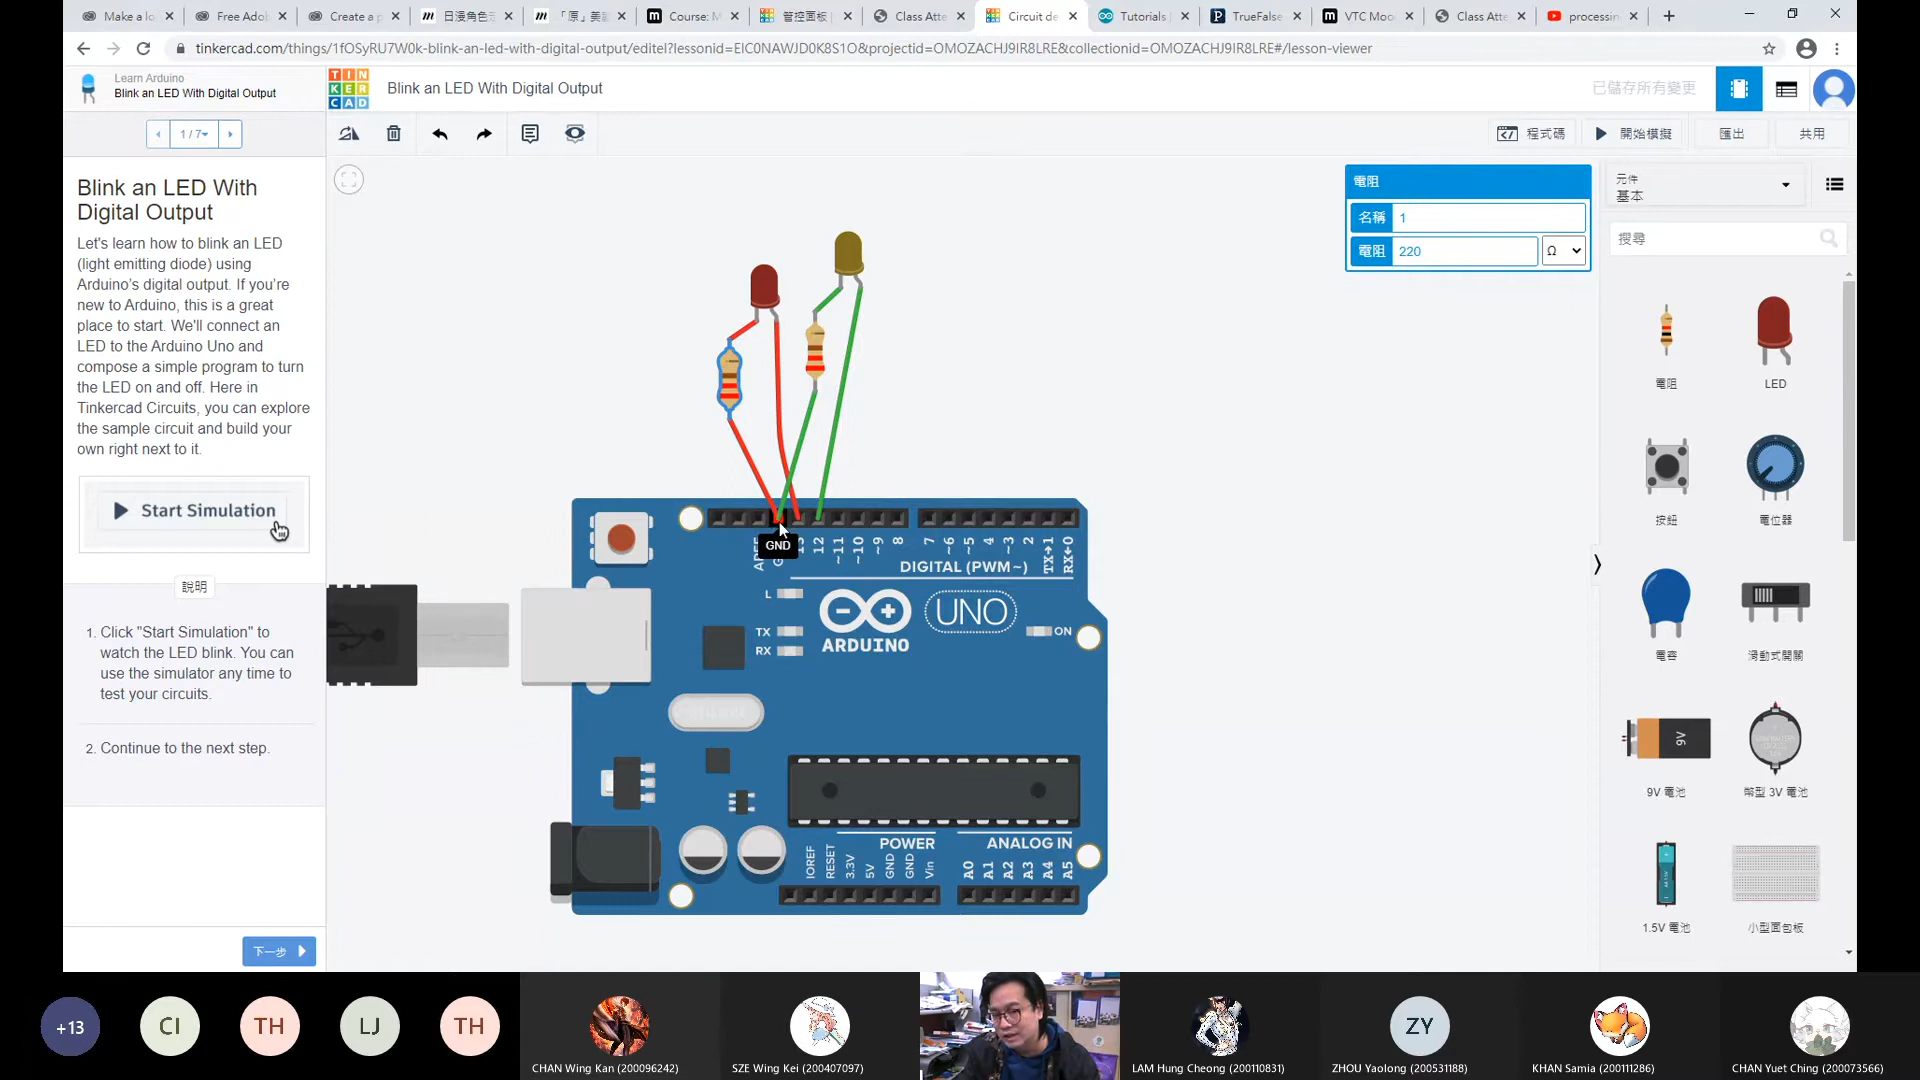 Make a lo
Free Adob
Create a p
日漫角色形
「原」美談
Course: M
管控面板 |
Class Atte
Circuit de
Tutorials |
TrueFalse
VTC Moo
Class Atte
processin
tinkercad.com/things/1fOSyRU7W0k-blink-an-led-with-digital-output/editel?lessonid=EIC0NAWJD0K8S1O&projectid=OMOZACHJ9IR8LRE&collectionid=OMOZACHJ9IR8LRE#/lesson-viewer
Learn Arduino
Blink an LED With Digital Output
TIN
KER
CAD
Blink an LED With Digital Output
已儲存所有變更
1 / 7
程式碼
開始模擬
匯出
共用
Blink an LED With
Digital Output
Let's learn how to blink an LED
(light emitting diode) using
Arduino's digital output. If you're
new to Arduino, this is a great
place to start. We'll connect an
LED to the Arduino Uno and
compose a simple program to turn
the LED on and off. Here in
Tinkercad Circuits, you can explore
the sample circuit and build your
own right next to it.
Start Simulation
說明
1. Click "Start Simulation" to
watch the LED blink. You can
use the simulator any time to
test your circuits.
2. Continue to the next step.
下一步
電阻
名稱 1
電阻 220 Ω
元件
基本
搜尋
電阻
LED
按鈕
電位器
電容
滑動式開關
9V
9V 電池
幣型 3V 電池
1.5V 電池
小型面包板
GND
12
~11
~10
~9
8
7
~6
~5
4
~3
2
TX→1
RX←0
DIGITAL (PWM~)
L
TX
RX
ARDUINO
UNO
ON
POWER
ANALOG IN
IOREF
RESET
3.3V
5V
GND
GND
Vin
A0
A1
A2
A3
A4
A5
+13
CI
TH
LJ
TH
CHAN Wing Kan (200096242)
SZE Wing Kei (200407097)
LAM Hung Cheong (200110831)
ZY
ZHOU Yaolong (200531188)
KHAN Samia (200111286)
CHAN Yuet Ching (200073566)